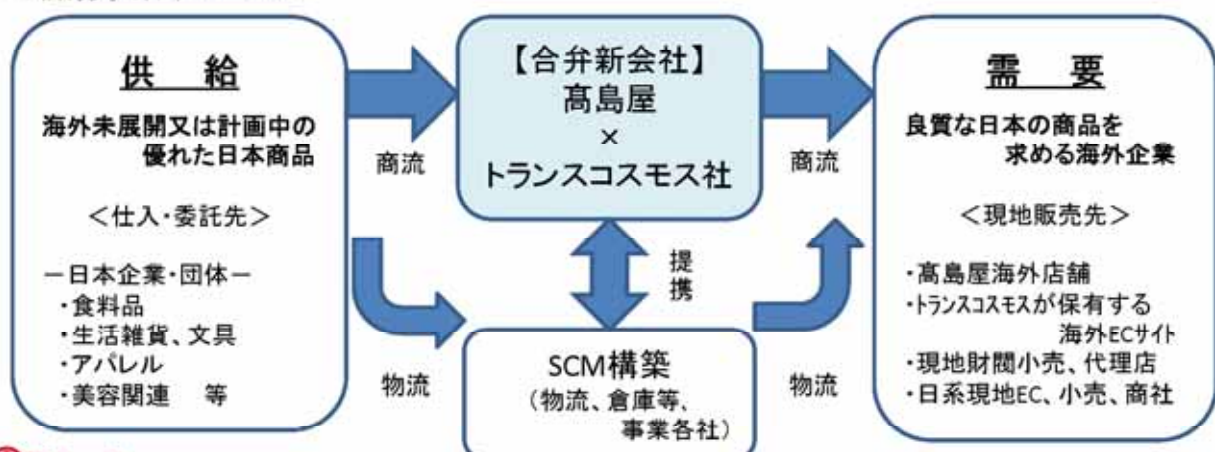 供　給
海外未展開又は計画中の
優れた日本商品
＜仕入・委託先＞
－日本企業・団体－
・食料品
・生活雑貨、文具
・アパレル
・美容関連　等
商流
物流
【合弁新会社】
髙島屋
×
トランスコスモス社
提携
SCM構築
（物流、倉庫等、
事業各社）
商流
物流
需　要
良質な日本の商品を
求める海外企業
＜現地販売先＞
・髙島屋海外店舗
・トランスコスモスが保有する
海外ECサイト
・現地財閥小売、代理店
・日系現地EC、小売、商社